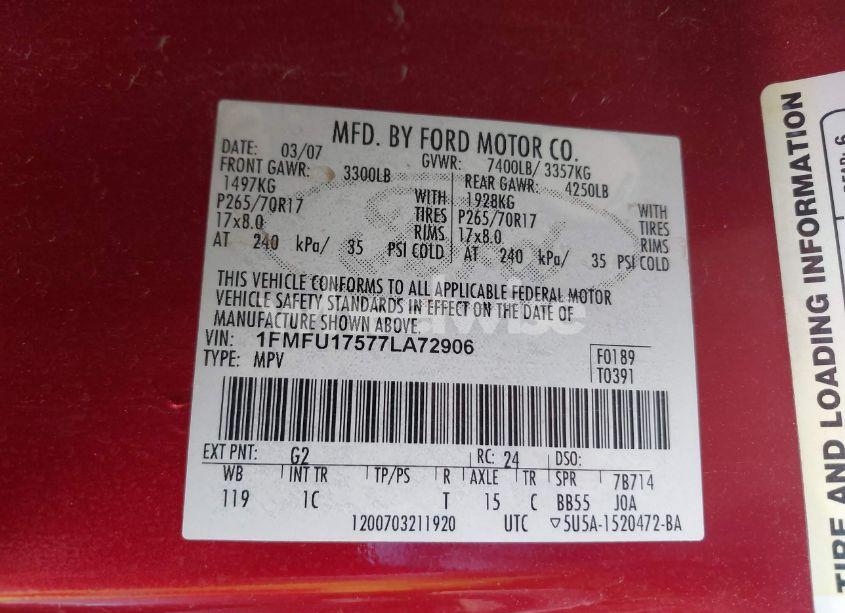 MFD. BY FORD MOTOR CO.
DATE: 03/07 GVWR: 7400LB/ 3357KG
FRONT GAWR: 3300LB REAR GAWR: 4250LB
1497KG WITH 1928KG WITH
P265/70R17 TIRES P265/70R17 TIRES
17x8.0 RIMS 17x8.0 RIMS
AT 240 kPa/ 35 PSI COLD AT 240 kPa/ 35 PSI COLD
THIS VEHICLE CONFORMS TO ALL APPLICABLE FEDERAL MOTOR
VEHICLE SAFETY STANDARDS IN EFFECT ON THE DATE OF
MANUFACTURE SHOWN ABOVE.
VIN: 1FMFU17577LA72906
TYPE: MPV
F0189
T0391
EXT PNT: G2 RC: 24 DSO:
WB INT TR TP/PS R AXLE TR SPR 7B714
119 1C T 15 C BB55 J0A
1200703211920 UTC ▽5U5A-1520472-BA
TIRE AND LOADING INFORMATION